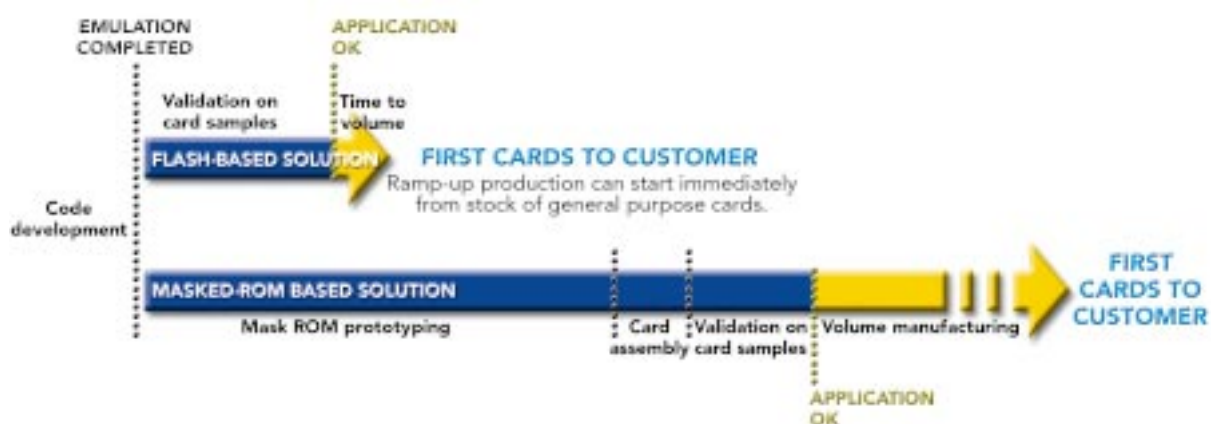 EMULATION
COMPLETED
APPLICATION
OK
Validation on
card samples
Time to
volume
FLASH-BASED SOLUTION
FIRST CARDS TO CUSTOMER
Ramp-up production can start immediately
from stock of general purpose cards.
Code
development
MASKED-ROM BASED SOLUTION
FIRST
CARDS TO
CUSTOMER
Mask ROM prototyping
Card
assembly
Validation on
card samples
Volume manufacturing
APPLICATION
OK